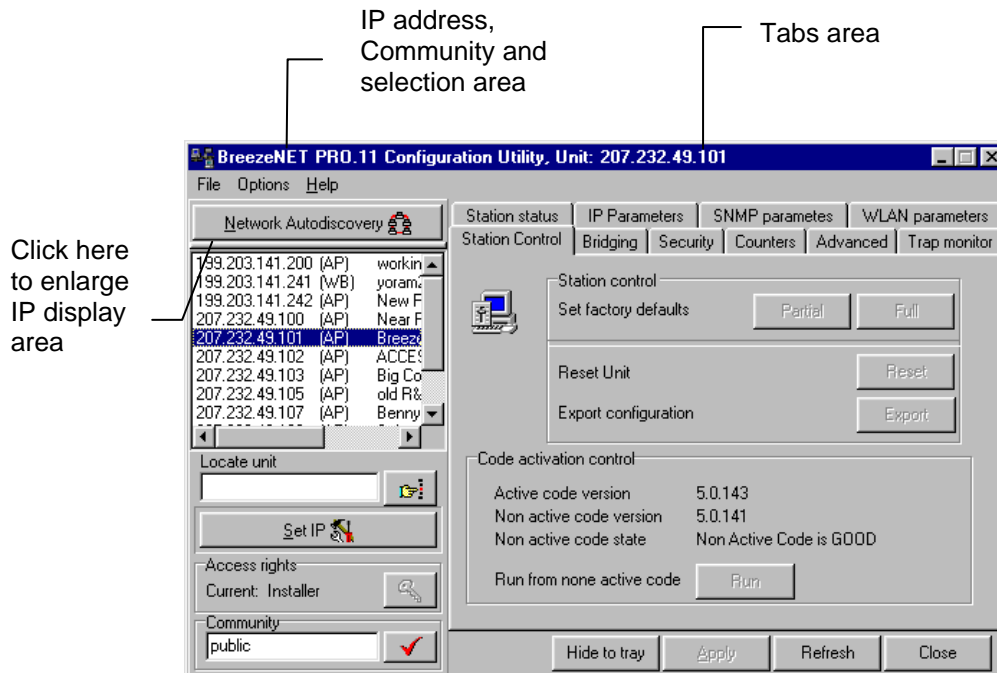 IP address,
Community and
selection area
Tabs area
Click here
to enlarge
IP display
area
BreezeNET PRO.11 Configuration Utility, Unit: 207.232.49.101
File Options Help
Network Autodiscovery
199.203.141.200 (AP) workin
199.203.141.241 (WB) yorama
199.203.141.242 (AP) New F
207.232.49.100 (AP) Near F
207.232.49.101 (AP) Breeze
207.232.49.102 (AP) ACCES
207.232.49.103 (AP) Big Co
207.232.49.105 (AP) old R&
207.232.49.107 (AP) Benny
Locate unit
Set IP
Access rights
Current: Installer
Community
public
Station status IP Parameters SNMP parametes WLAN parameters
Station Control Bridging Security Counters Advanced Trap monitor
Station control
Set factory defaults Partial Full
Reset Unit Reset
Export configuration Export
Code activation control
Active code version 5.0.143
Non active code version 5.0.141
Non active code state Non Active Code is GOOD
Run from none active code Run
Hide to tray Apply Refresh Close